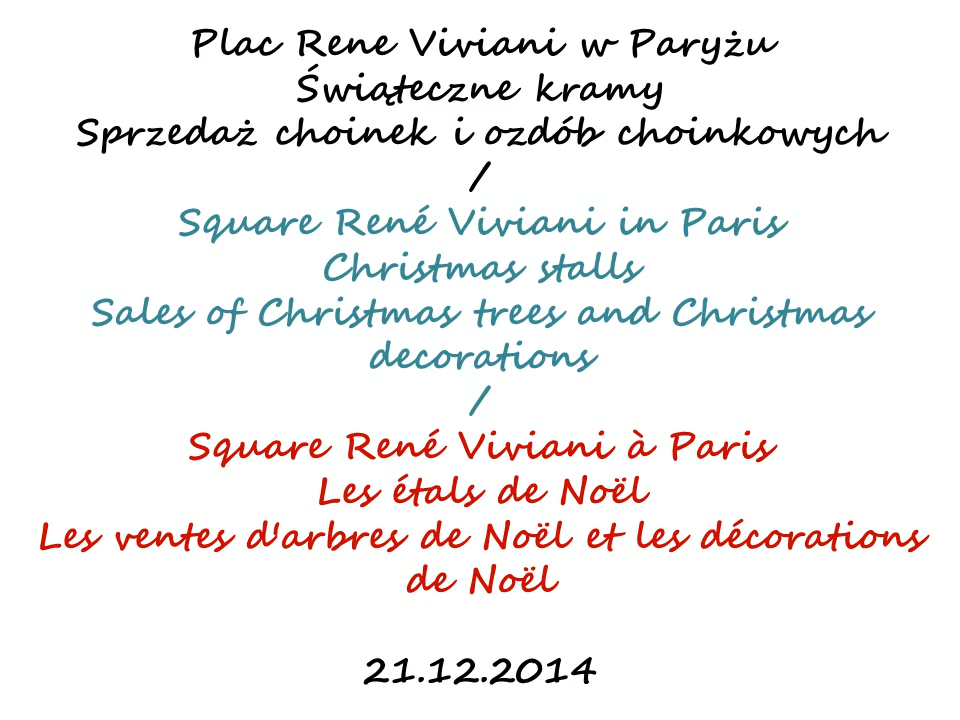 Plac Rene Viviani w Paryżu
Świąteczne kramy
Sprzedaż choinek i ozdób choinkowych
/
Square René Viviani in Paris
Christmas stalls
Sales of Christmas trees and Christmas
decorations
/
Square René Viviani à Paris
Les étals de Noël
Les ventes d'arbres de Noël et les décorations
de Noël
21.12.2014